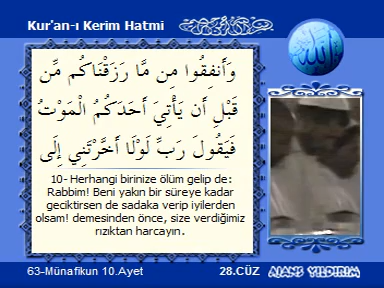 Kur'an-ı Kerim Hatmi
الله
وَأَنفِقُوا مِن مَّا رَزَقْنَاكُم مِّن
قَبْلِ أَن يَأْتِيَ أَحَدَكُمُ الْمَوْتُ
فَيَقُولَ رَبِّ لَوْلَا أَخَّرْتَنِي إِلَى
10- Herhangi birinize ölüm gelip de:
Rabbim! Beni yakın bir süreye kadar
geciktirsen de sadaka verip iyilerden
olsam! demesinden önce, size verdiğimiz
rızıktan harcayın.
63-Münafikun 10.Ayet
28.CÜZ
AJANS YILDIRIM